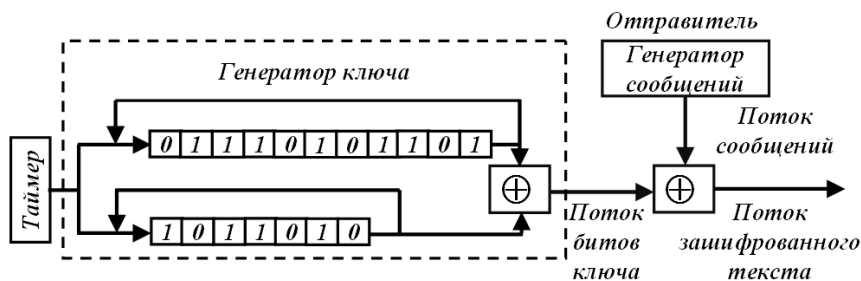 Отправитель
Генератор
сообщений
Генератор ключа
Поток
сообщений
Таймер
0 1 1 1 0 1 0 1 1 0 1
1 0 1 1 0 1 0
Поток
битов
ключа
Поток
зашифрованного
текста